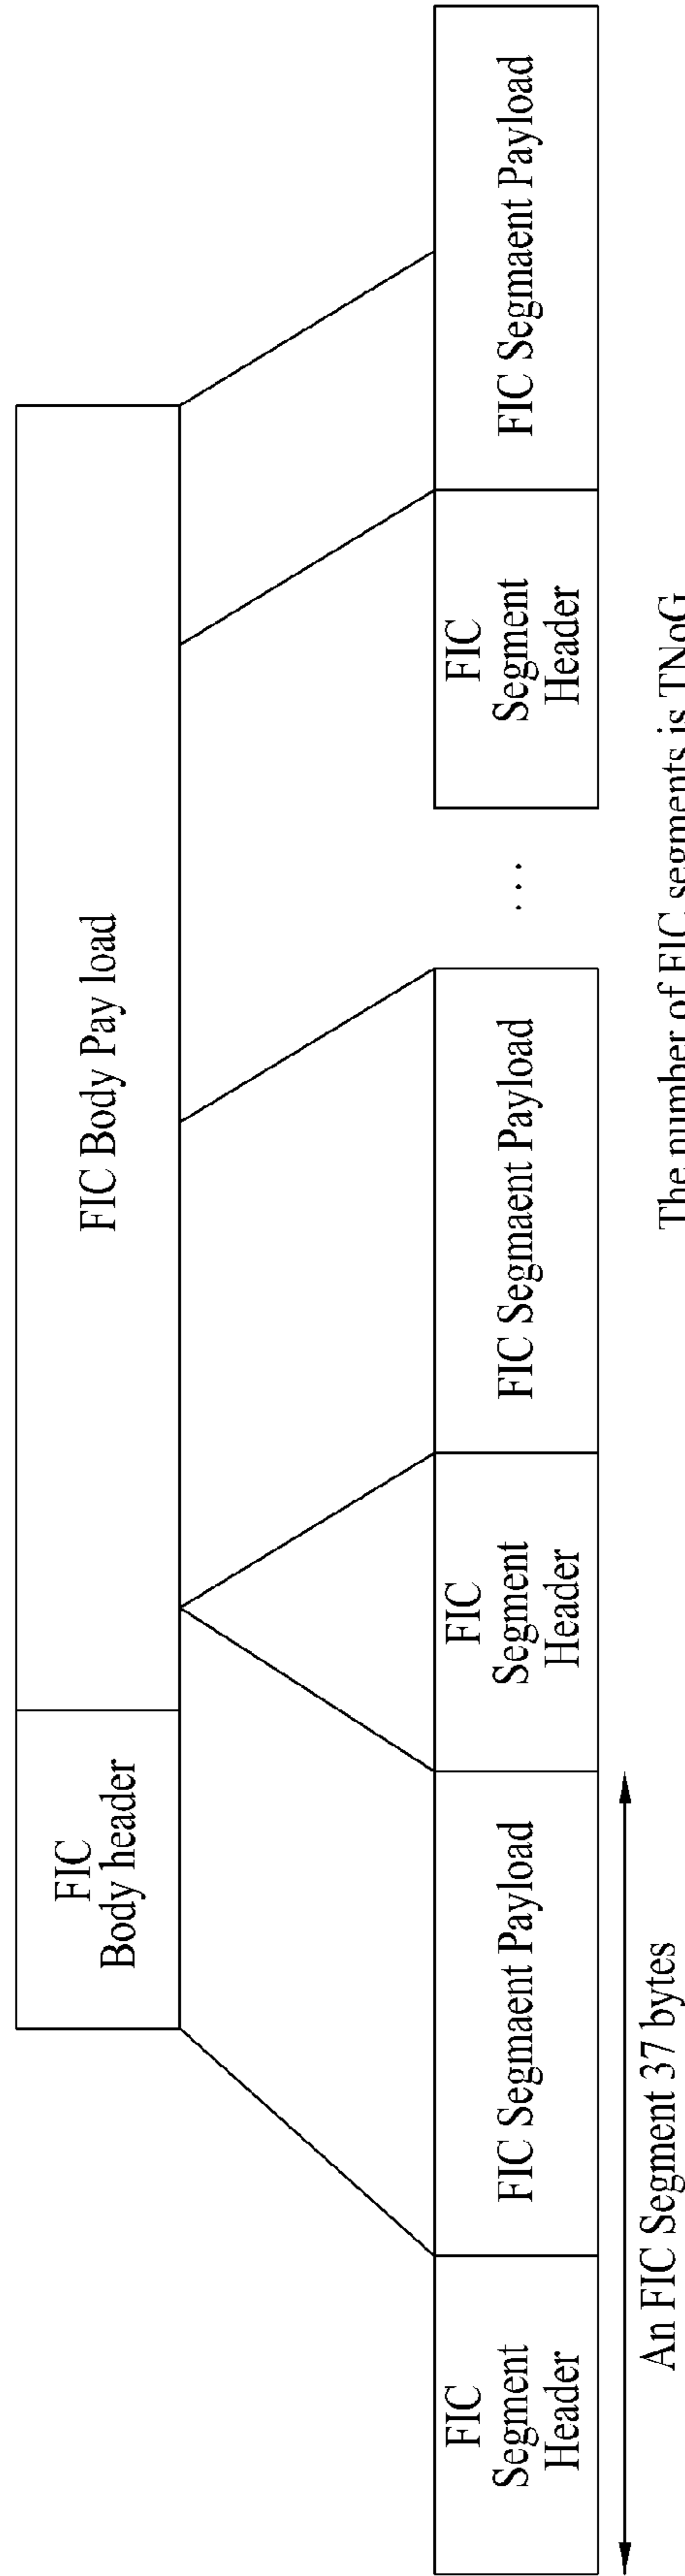 FIC
Body header
FIC Body Pay load
FIC
Segment
Header
FIC Segmaent Payload
FIC
Segment
Header
FIC Segmaent Payload
. . .
FIC
Segment
Header
FIC Segmaent Payload
An FIC Segment 37 bytes
The number of FIC segments is TNoG